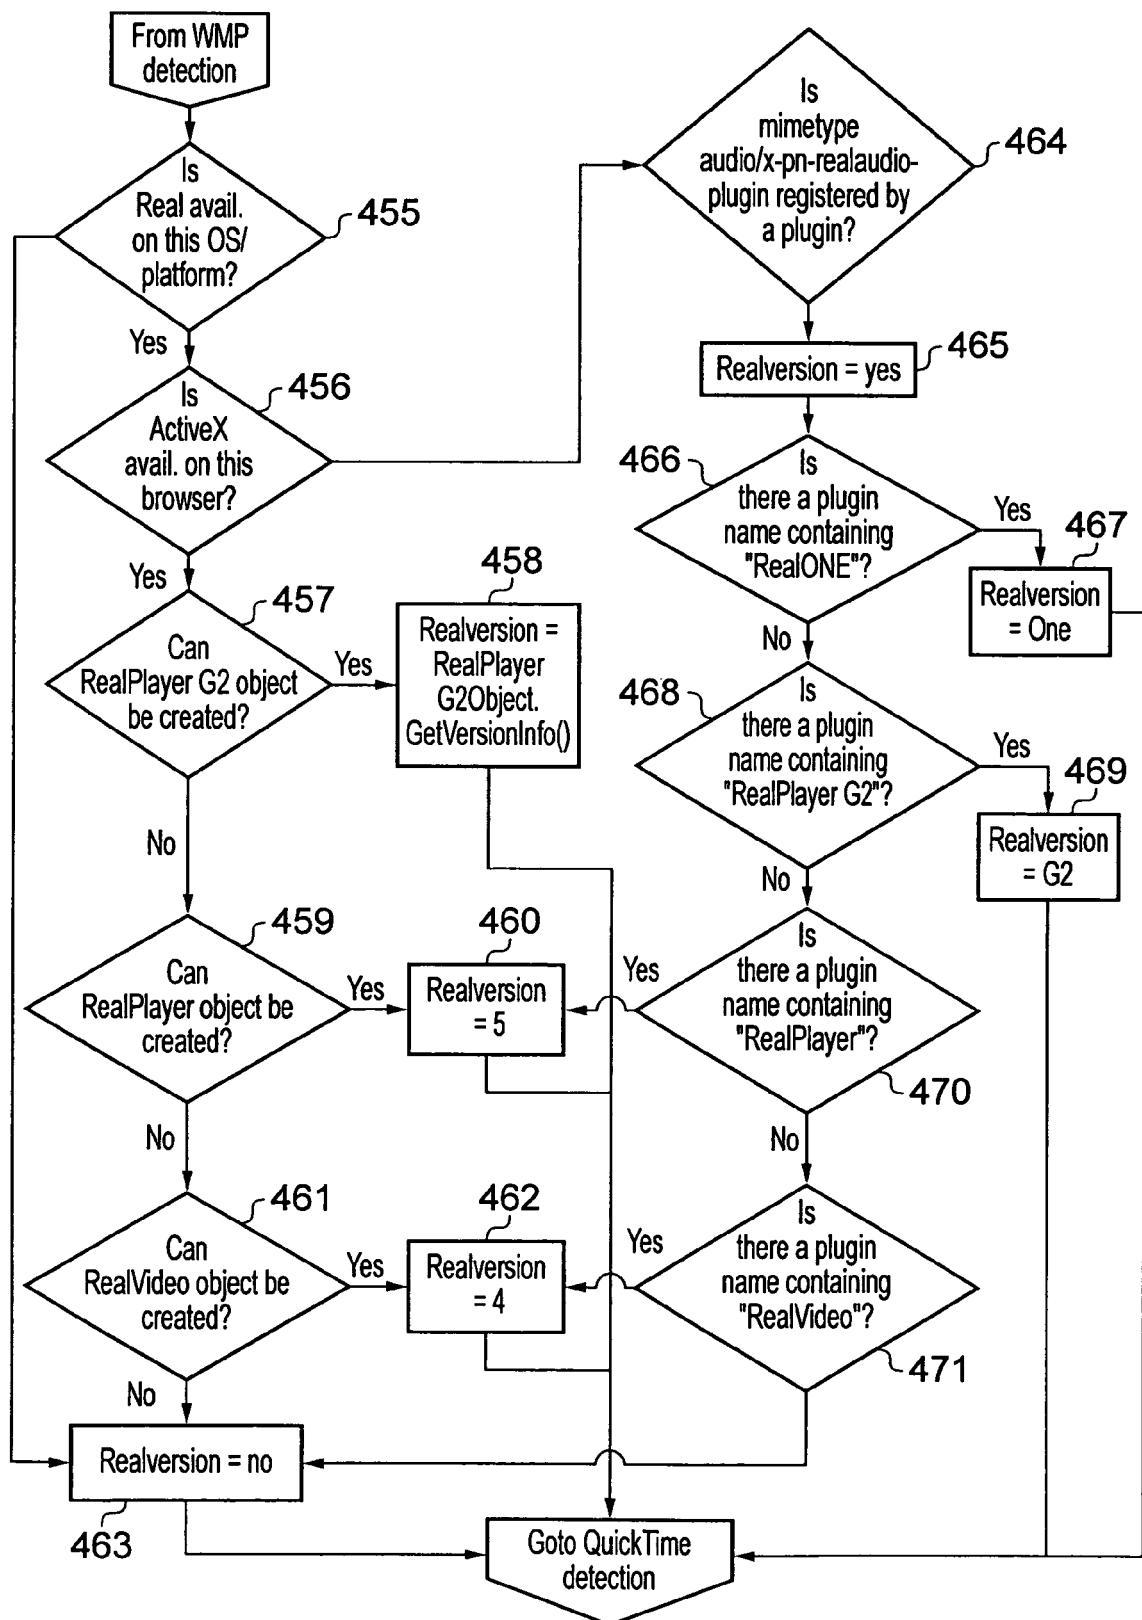 From WMP
detection
Is
Real avail.
on this OS/
platform?
455
Yes
Is
ActiveX
avail. on this
browser?
456
Yes
Can
RealPlayer G2 object
be created?
457
Yes
458
Realversion =
RealPlayer
G2Object.
GetVersionInfo()
No
459
Can
RealPlayer object be
created?
Yes
460
Realversion
= 5
No
461
Can
RealVideo object be
created?
Yes
462
Realversion
= 4
No
Realversion = no
463
Is
mimetype
audio/x-pn-realaudio-
plugin registered by
a plugin?
464
Realversion = yes
465
466
Is
there a plugin
name containing
"RealONE"?
Yes
467
Realversion
= One
No
468
Is
there a plugin
name containing
"RealPlayer G2"?
Yes
469
Realversion
= G2
No
Is
there a plugin
name containing
"RealPlayer"?
Yes
470
No
Is
there a plugin
name containing
"RealVideo"?
Yes
471
Goto QuickTime
detection